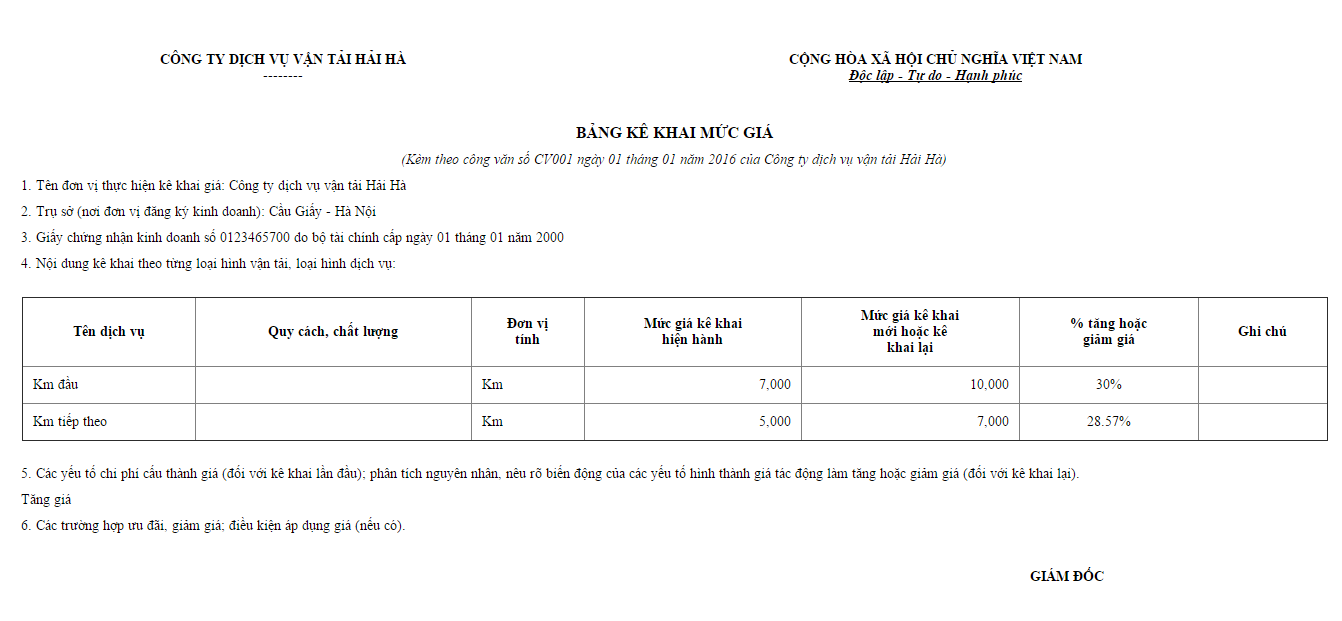 CÔNG TY DỊCH VỤ VẬN TẢI HẢI HÀ
--------
CỘNG HÒA XÃ HỘI CHỦ NGHĨA VIỆT NAM
Độc lập - Tự do - Hạnh phúc
BẢNG KÊ KHAI MỨC GIÁ
(Kèm theo công văn số CV001 ngày 01 tháng 01 năm 2016 của Công ty dịch vụ vận tải Hải Hà)
1. Tên đơn vị thực hiện kê khai giá: Công ty dịch vụ vận tải Hải Hà
2. Trụ sở (nơi đơn vị đăng ký kinh doanh): Cầu Giấy - Hà Nội
3. Giấy chứng nhận kinh doanh số 0123465700 do bộ tài chính cấp ngày 01 tháng 01 năm 2000
4. Nội dung kê khai theo từng loại hình vận tải, loại hình dịch vụ:
Tên dịch vụ
Quy cách, chất lượng
Đơn vị
tính
Mức giá kê khai
hiện hành
Mức giá kê khai
mới hoặc kê
khai lại
% tăng hoặc
giảm giá
Ghi chú
Km đầu Km 7,000 10,000 30%
Km tiếp theo Km 5,000 7,000 28.57%
5. Các yếu tố chi phí cấu thành giá (đối với kê khai lần đầu); phân tích nguyên nhân, nêu rõ biến động của các yếu tố hình thành giá tác động làm tăng hoặc giảm giá (đối với kê khai lại).
Tăng giá
6. Các trường hợp ưu đãi, giảm giá; điều kiện áp dụng giá (nếu có).
GIÁM ĐỐC